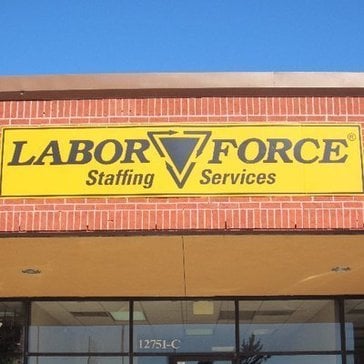 LABOR FORCE®
Staffing Services
12751-C